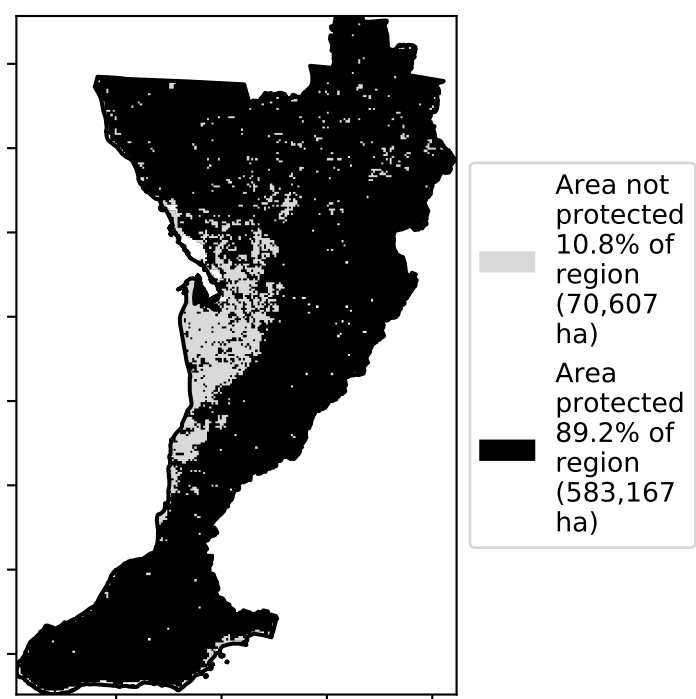 Area not
protected
10.8% of
region
(70,607
ha)
Area
protected
89.2% of
region
(583,167
ha)